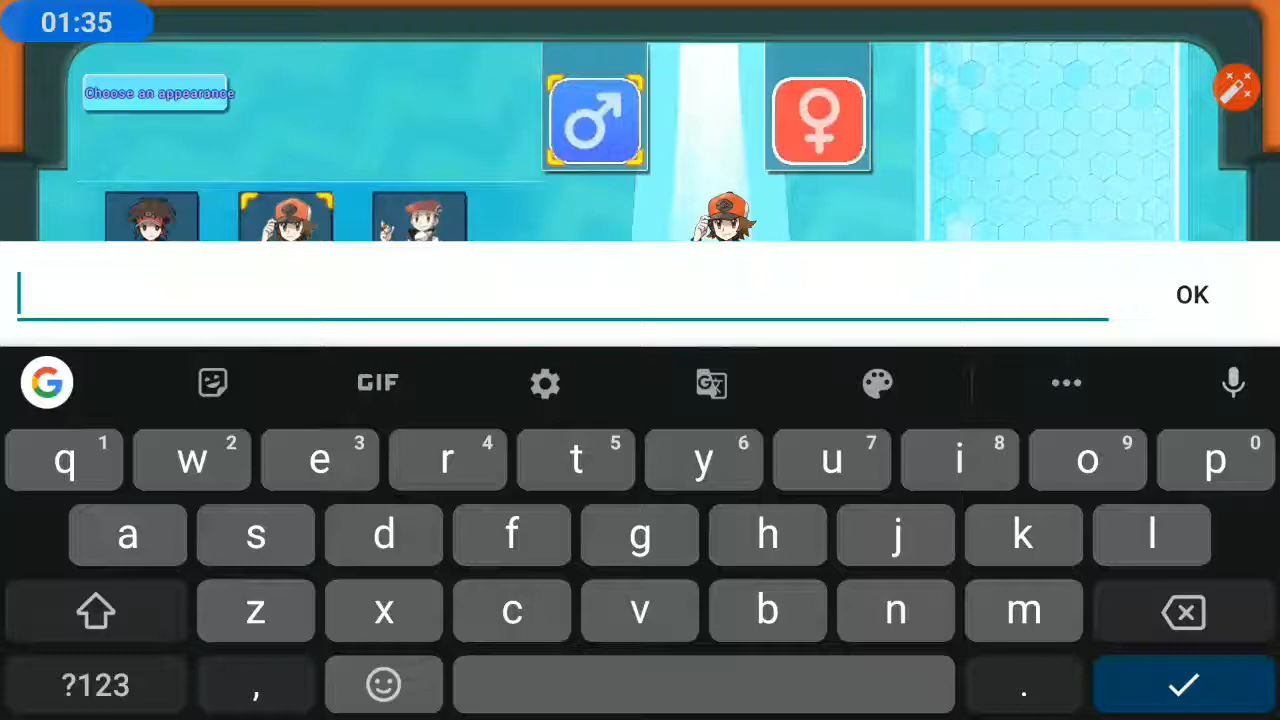 01:35
Choose an appearance
OK
G GIF
q 1 w 2 e 3 r 4 t 5 y 6 u 7 i 8 o 9 p 0
a s d f g h j k l
z x c v b n m
?123 , .